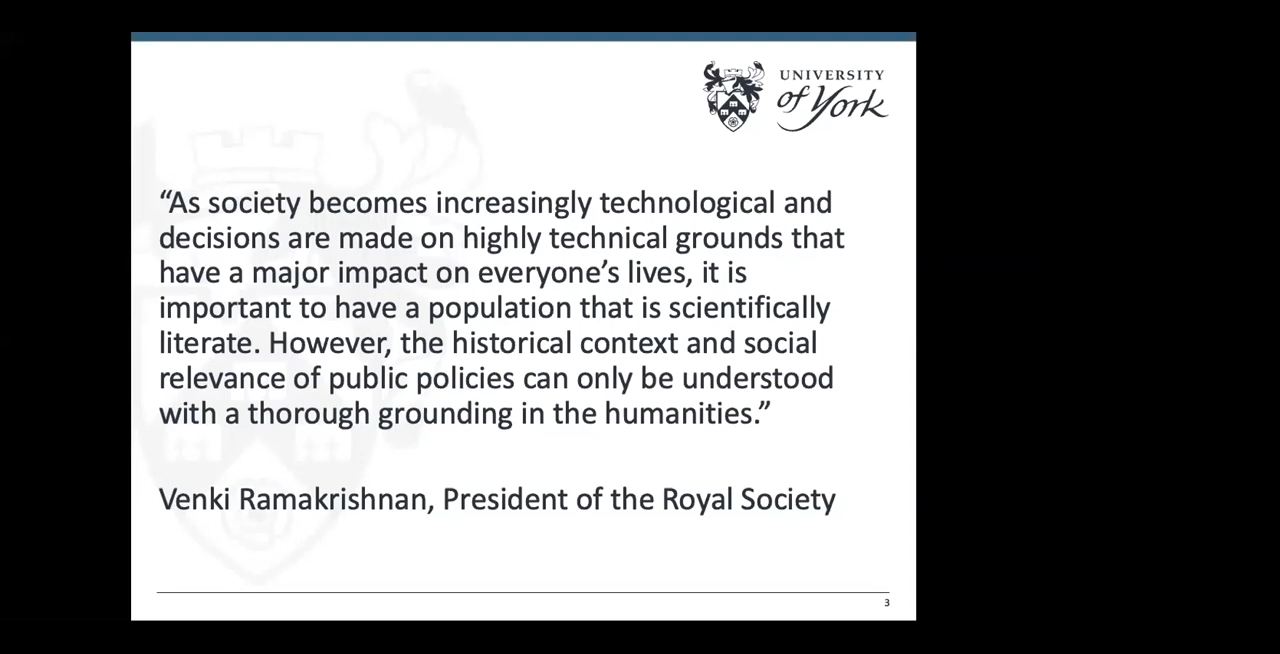 UNIVERSITY
of York
“As society becomes increasingly technological and
decisions are made on highly technical grounds that
have a major impact on everyone’s lives, it is
important to have a population that is scientifically
literate. However, the historical context and social
relevance of public policies can only be understood
with a thorough grounding in the humanities.”
Venki Ramakrishnan, President of the Royal Society
3